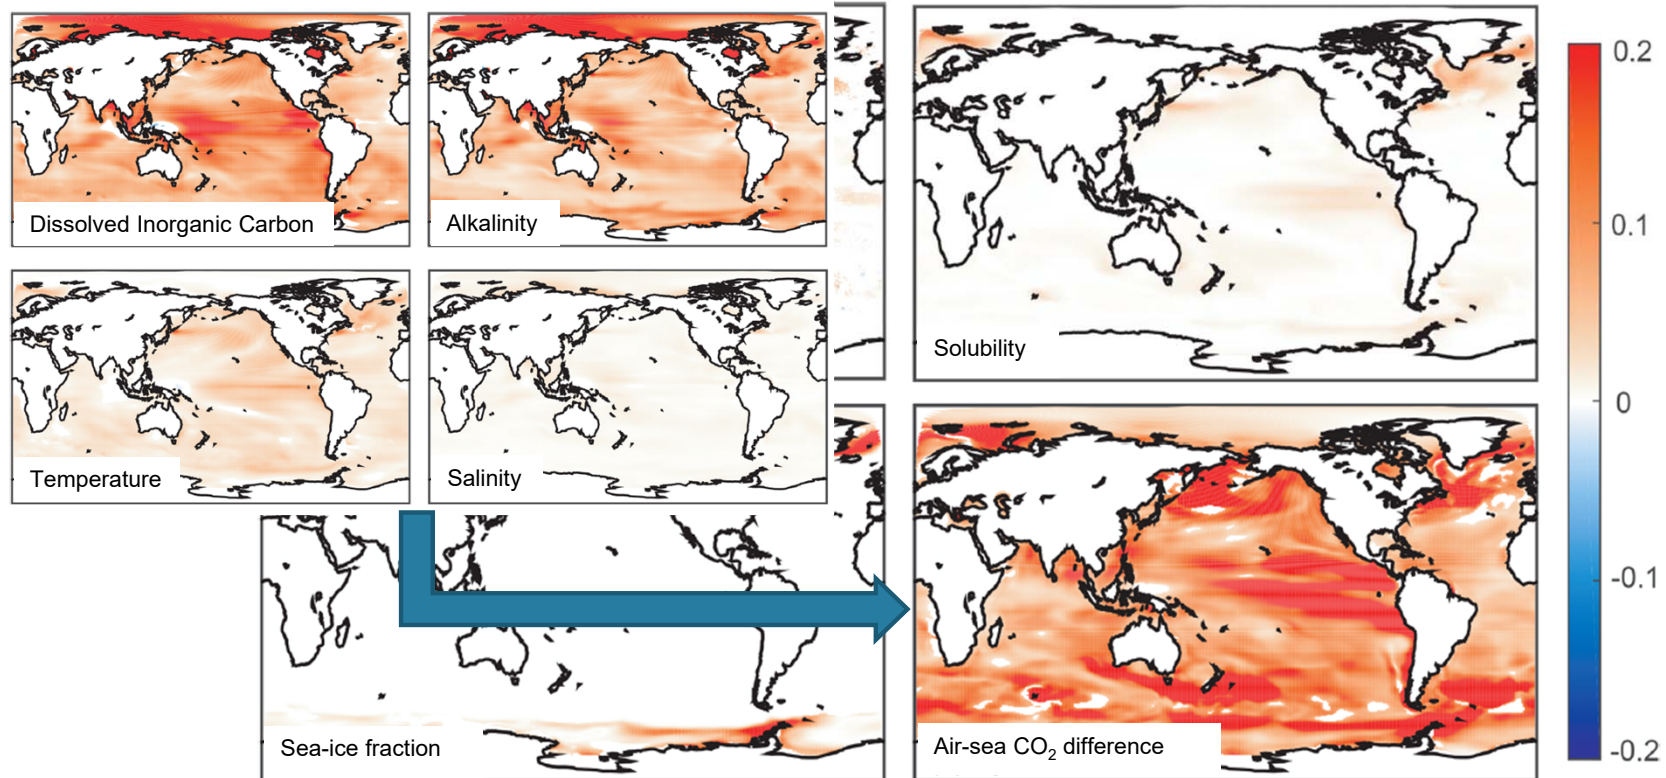 Dissolved Inorganic Carbon
Alkalinity
Temperature
Salinity
Solubility
Sea-ice fraction
Air-sea CO₂ difference
0.2
0.1
0
-0.1
-0.2